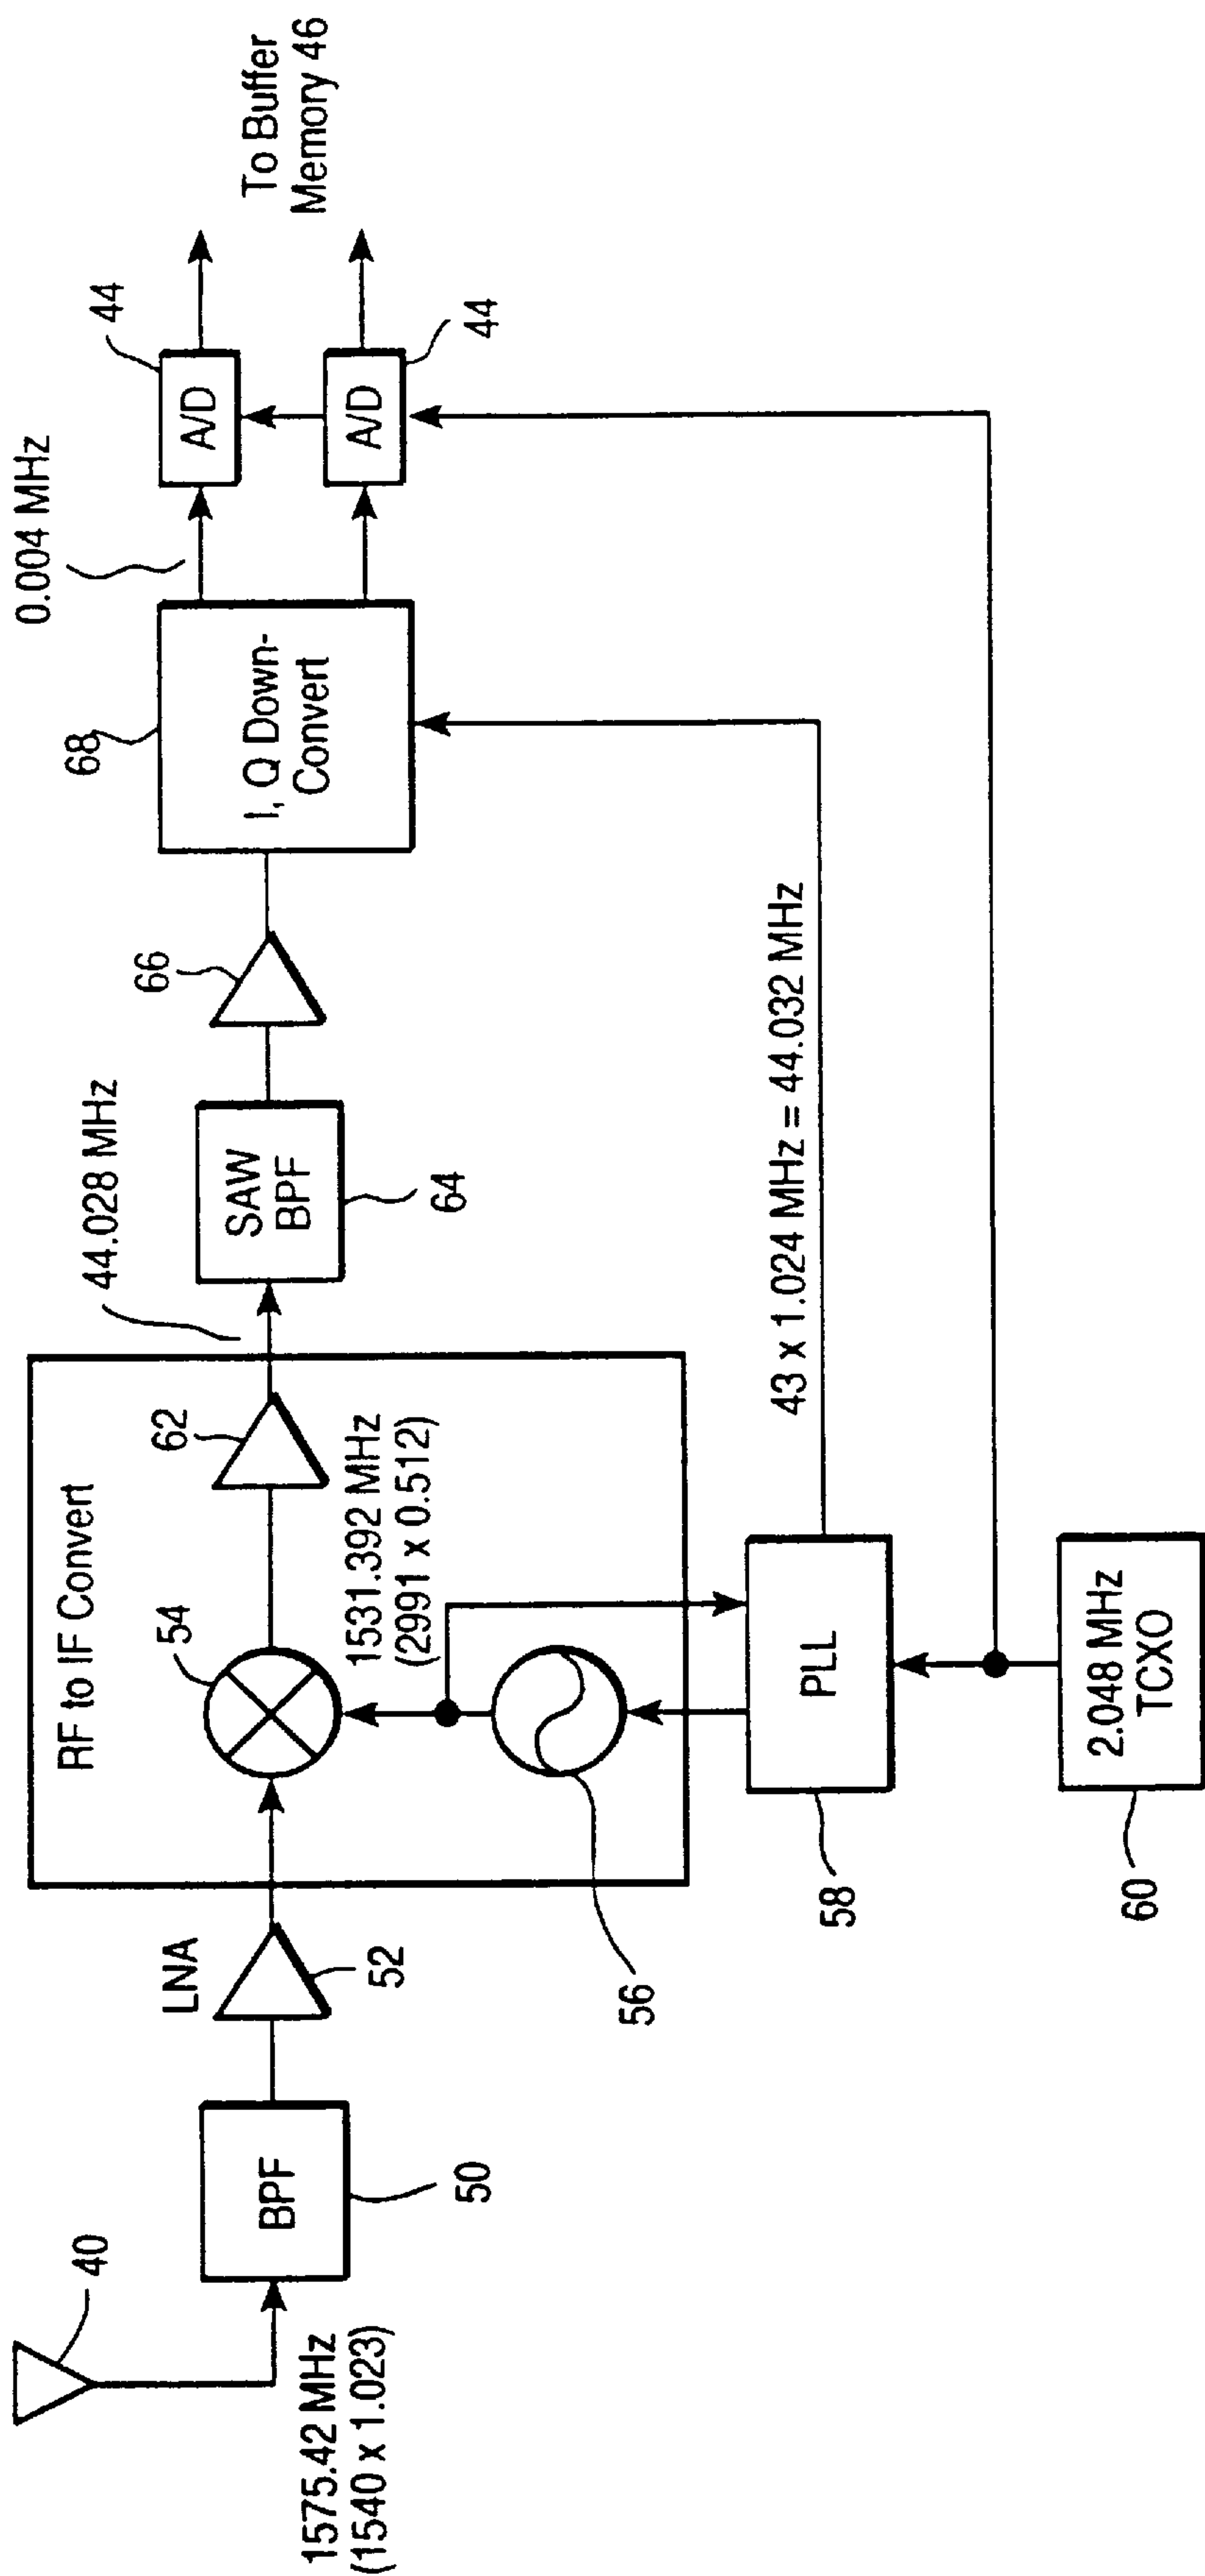 40
1575.42 MHz
(1540 x 1.023)
BPF
50
LNA
52
RF to IF Convert
54
62
1531.392 MHz
(2991 x 0.512)
56
PLL
58
2.048 MHz
TCXO
60
44.028 MHz
SAW
BPF
64
66
43 x 1.024 MHz = 44.032 MHz
68
I, Q Down-
Convert
0.004 MHz
A/D
44
A/D
44
To Buffer
Memory 46